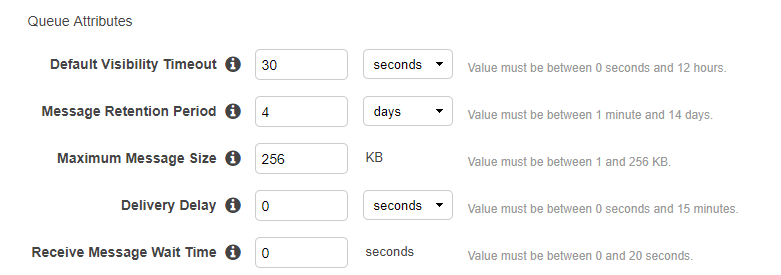 Queue Attributes
Default Visibility Timeout 30 seconds Value must be between 0 seconds and 12 hours.
Message Retention Period 4 days Value must be between 1 minute and 14 days.
Maximum Message Size 256 KB Value must be between 1 and 256 KB.
Delivery Delay 0 seconds Value must be between 0 seconds and 15 minutes.
Receive Message Wait Time 0 seconds Value must be between 0 and 20 seconds.